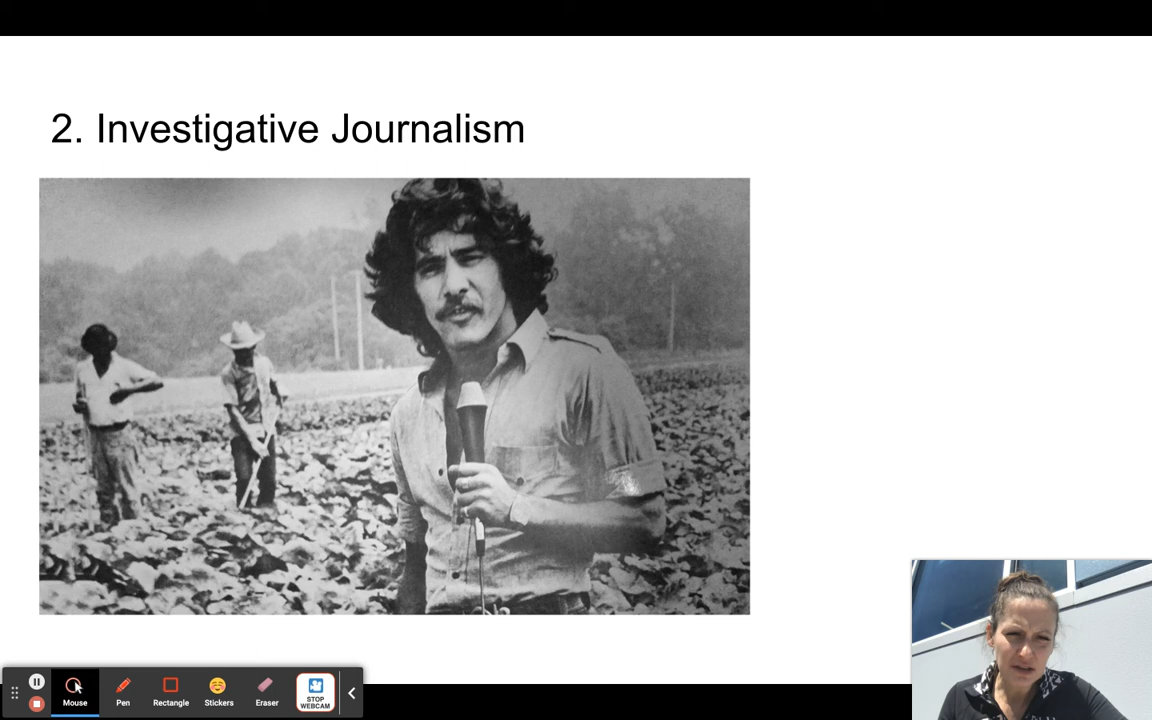 2. Investigative Journalism
Mouse
Pen
Rectangle
Stickers
Eraser
STOP
WEBCAM